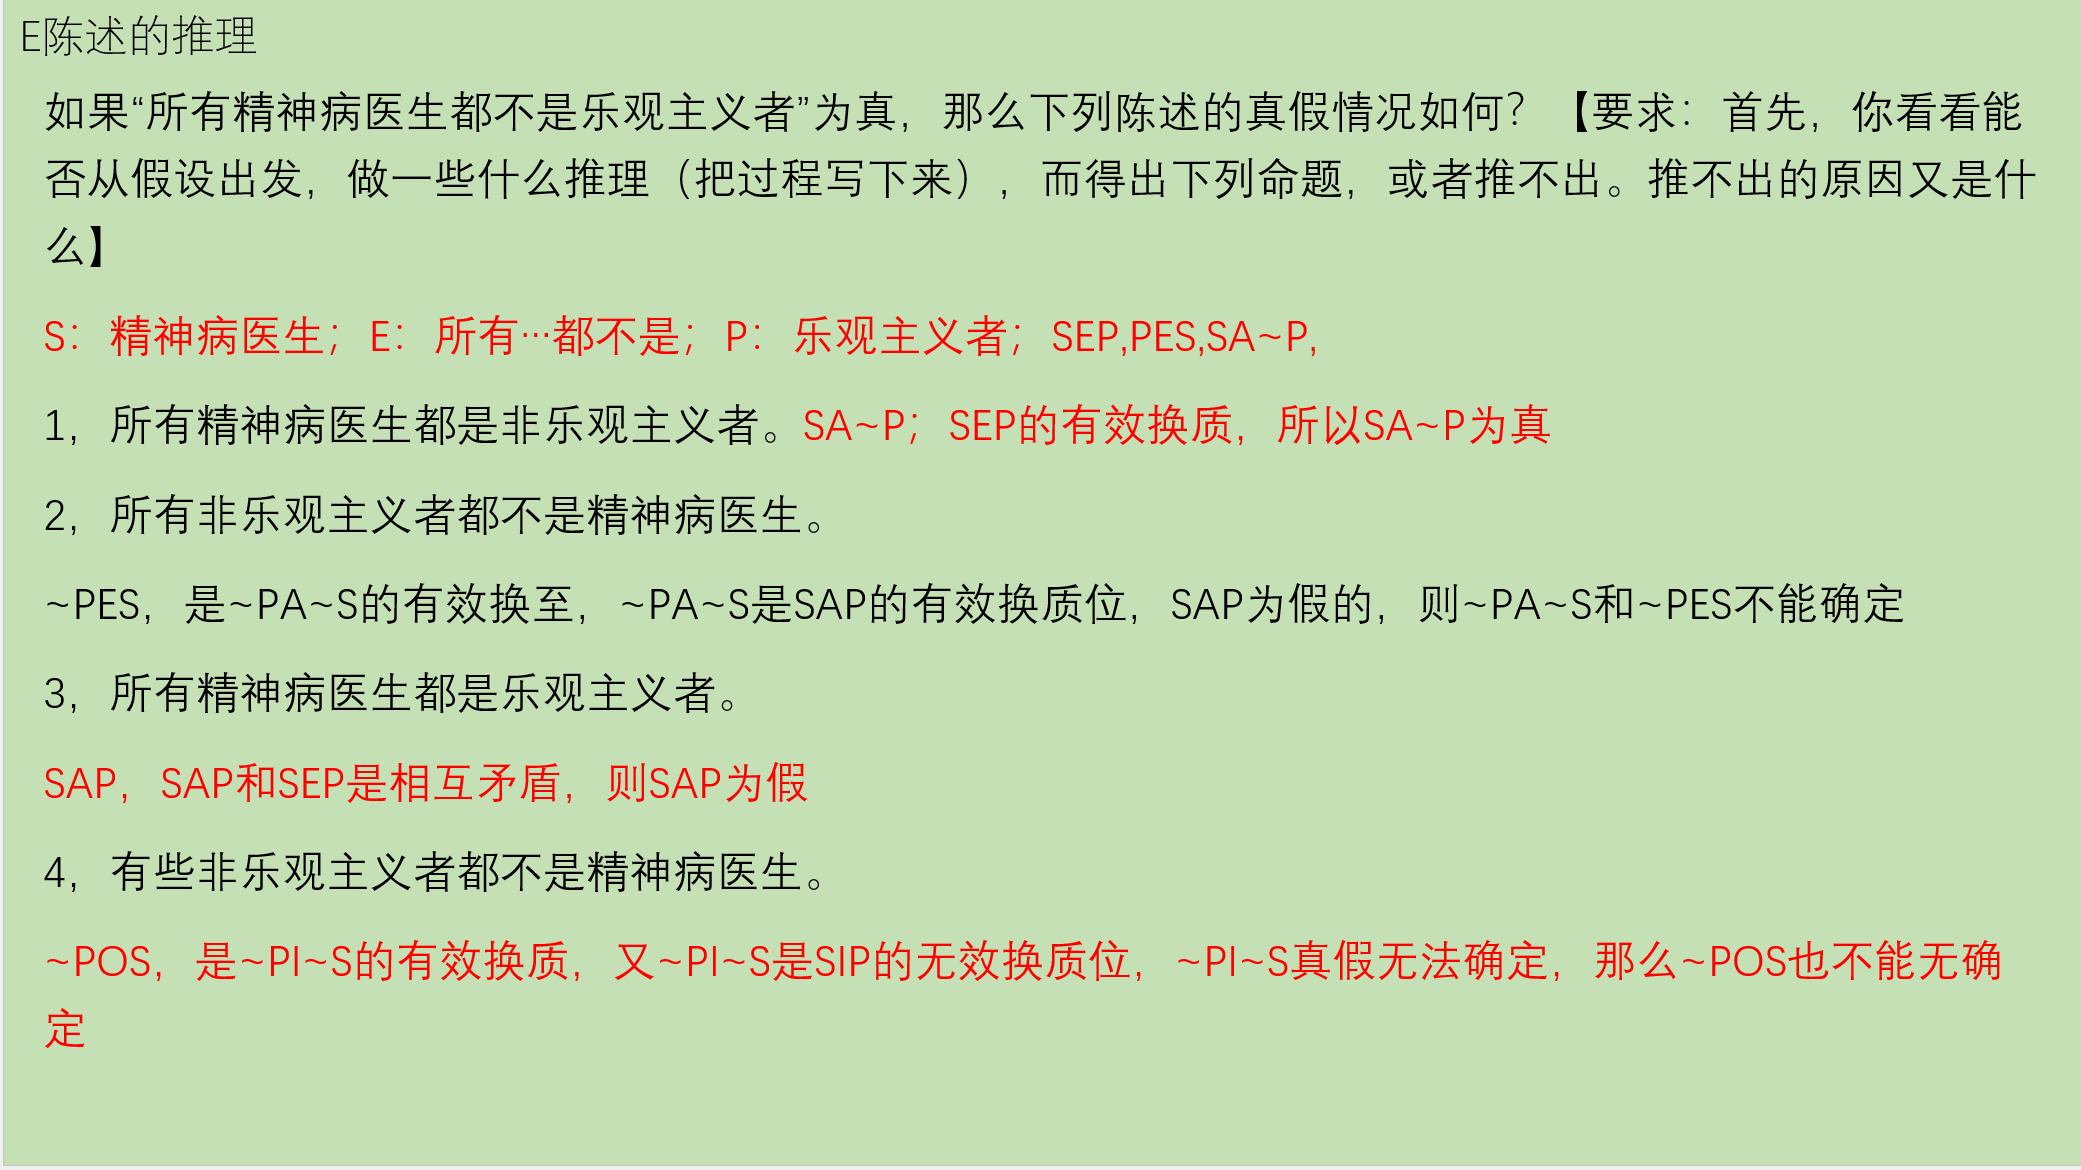 E陈述的推理
如果“所有精神病医生都不是乐观主义者”为真，那么下列陈述的真假情况如何？【要求：首先，你看看能
否从假设出发，做一些什么推理（把过程写下来），而得出下列命题，或者推不出。推不出的原因又是什
么】
S：精神病医生；E：所有…都不是；P：乐观主义者；SEP,PES,SA~P,
1，所有精神病医生都是非乐观主义者。SA~P；SEP的有效换质，所以SA~P为真
2，所有非乐观主义者都不是精神病医生。
~PES，是~PA~S的有效换至，~PA~S是SAP的有效换质位，SAP为假的，则~PA~S和~PES不能确定
3，所有精神病医生都是乐观主义者。
SAP，SAP和SEP是相互矛盾，则SAP为假
4，有些非乐观主义者都不是精神病医生。
~POS，是~PI~S的有效换质，又~PI~S是SIP的无效换质位，~PI~S真假无法确定，那么~POS也不能无确
定